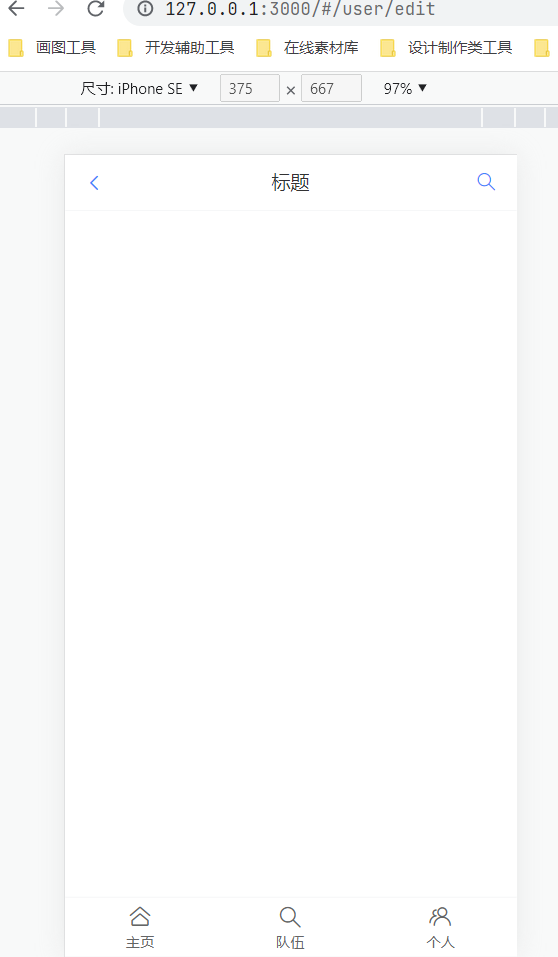 127.0.0.1:3000/#/user/edit
画图工具 开发辅助工具 在线素材库 设计制作类工具
尺寸: iPhone SE ▼ 375 × 667 97% ▼
标题
主页 队伍 个人